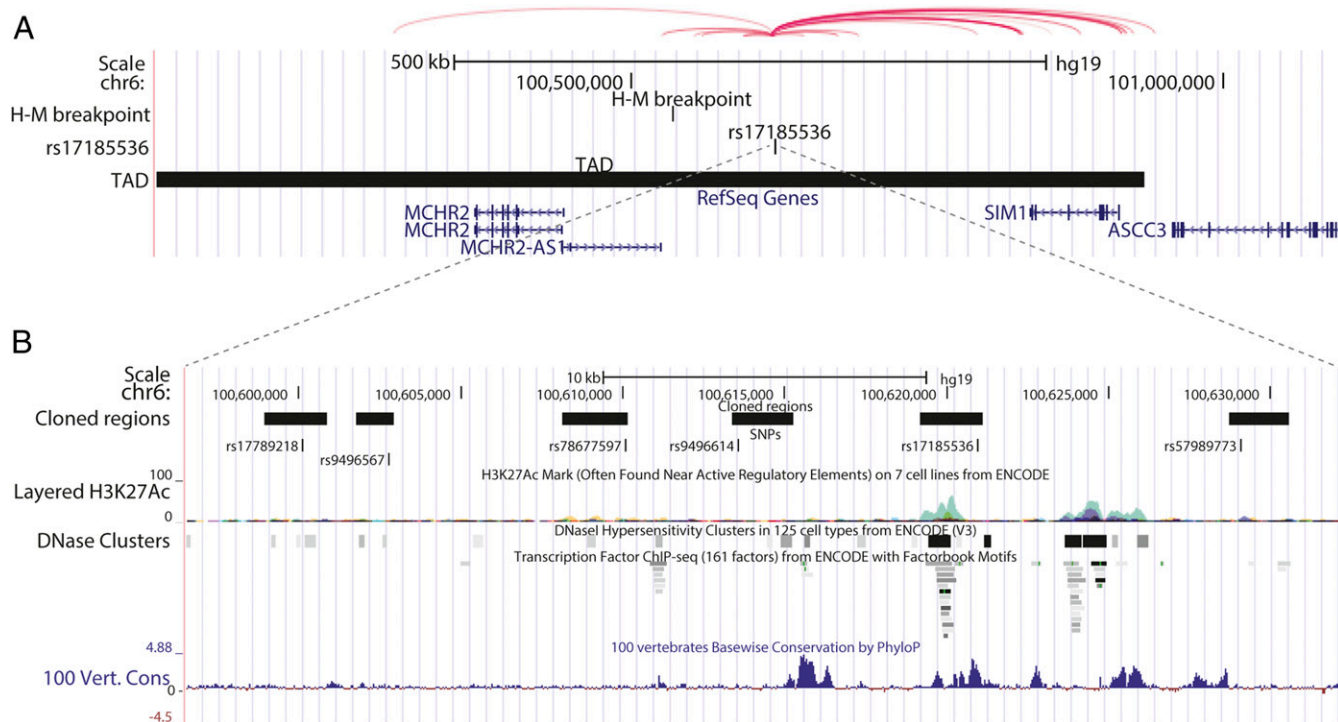 A
Scale 500 kb hg19
chr6: 100,500,000 101,000,000
H-M breakpoint
H-M breakpoint
rs17185536
rs17185536
TAD
TAD
RefSeq Genes
MCHR2 SIM1
MCHR2 ASCC3
MCHR2-AS1
B
Scale 10 kb hg19
chr6: 100,600,000 100,605,000 100,610,000 100,615,000 100,620,000 100,625,000 100,630,000
Cloned regions
Cloned regions
SNPs
rs17789218 rs78677597 rs9496614 rs17185536 rs57989773
rs9496567
H3K27Ac Mark (Often Found Near Active Regulatory Elements) on 7 cell lines from ENCODE
100
Layered H3K27Ac
0
DNaseI Hypersensitivity Clusters in 125 cell types from ENCODE (V3)
DNase Clusters
Transcription Factor ChIP-seq (161 factors) from ENCODE with Factorbook Motifs
4.88
100 vertebrates Basewise Conservation by PhyloP
100 Vert. Cons
0
-4.5